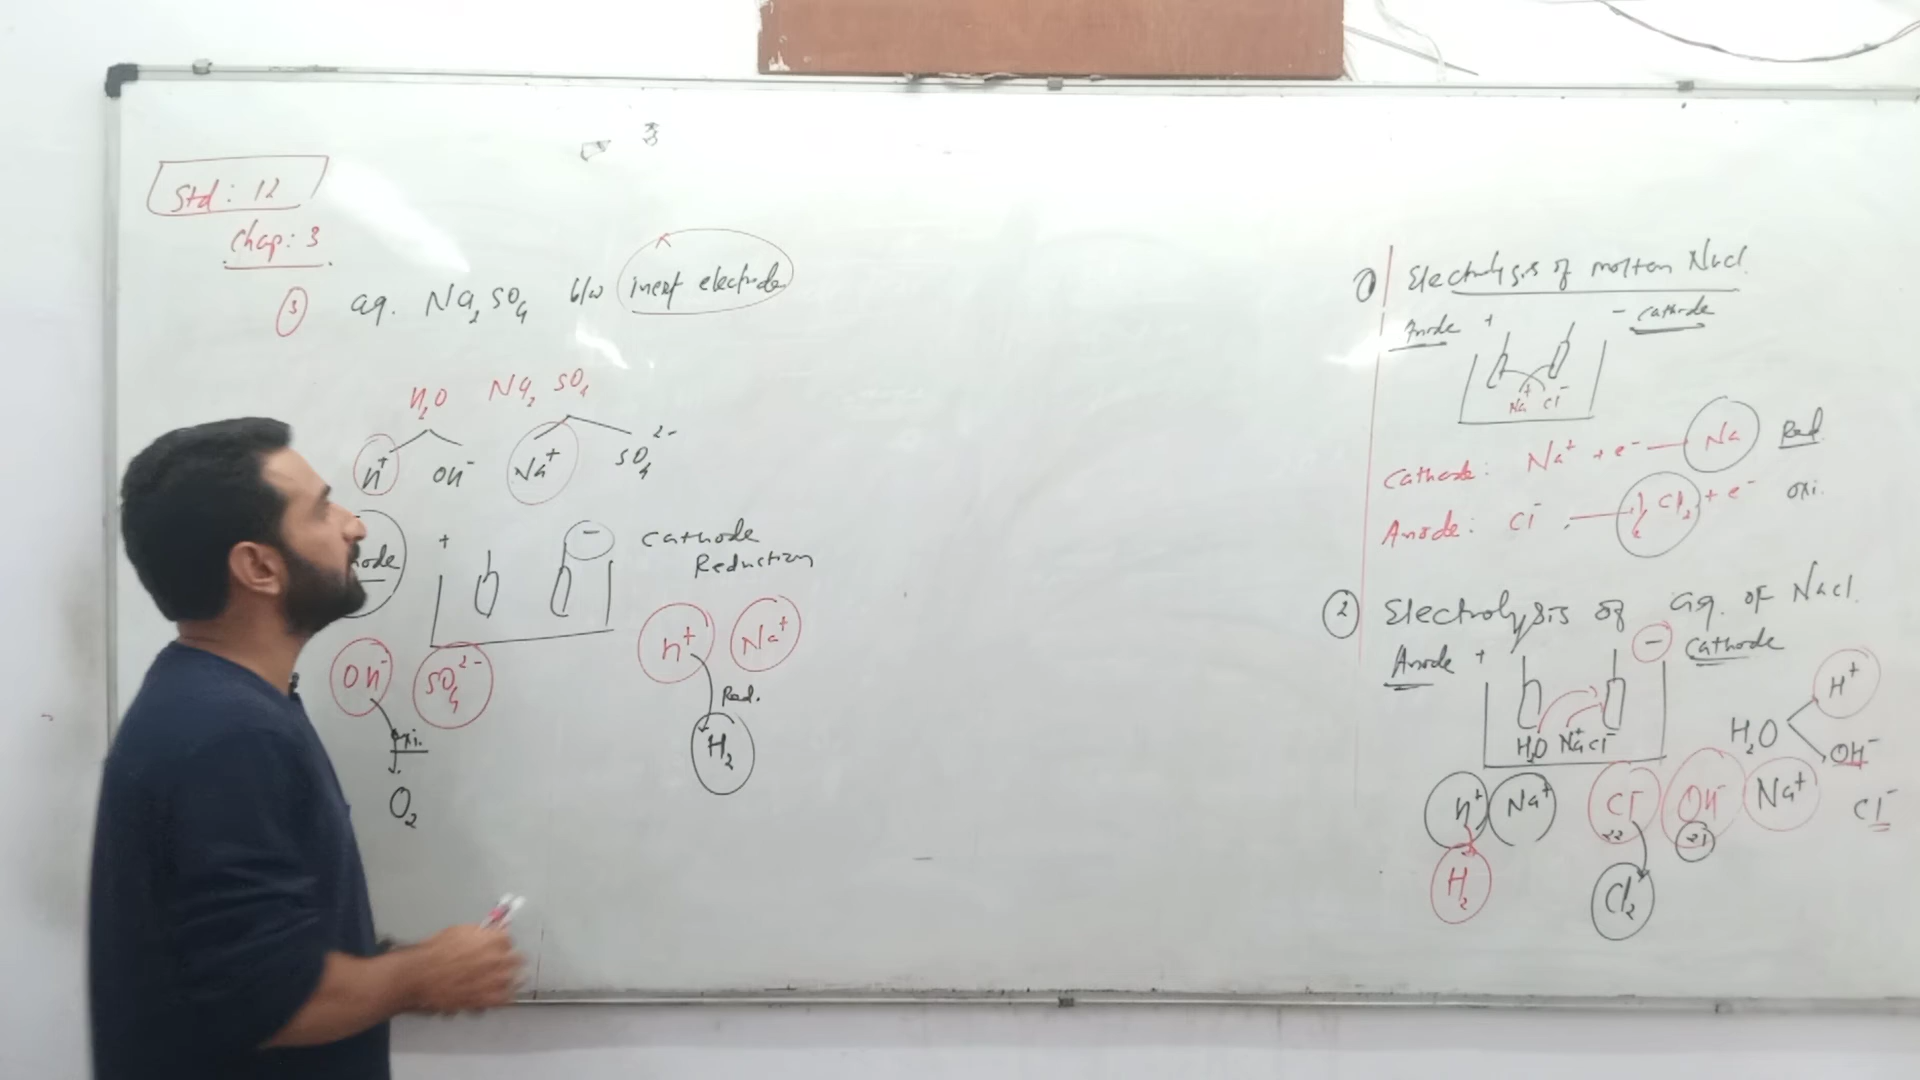 Std: 12
Chap: 3
③ aq. Na₂SO₄ b/w inert electrode
H₂O Na₂SO₄
H⁺ OH⁻ Na⁺ SO₄²⁻
+ − Cathode
Reduction
OH⁻ SO₄²⁻ H⁺ Na⁺
oxi. Red.
O₂ H₂
① Electrolysis of molten NaCl.
Anode + − Cathode
Na⁺ Cl⁻
Cathode: Na⁺ + e⁻ — Na Red.
Anode: Cl⁻ — ½ Cl₂ + e⁻ oxi.
② Electrolysis of aq. of NaCl.
Anode + − Cathode
H₂O Na⁺ Cl⁻
H₂O H⁺
OH⁻
H⁺ Na⁺ Cl⁻ OH⁻ Na⁺ Cl⁻
H₂ Cl₂